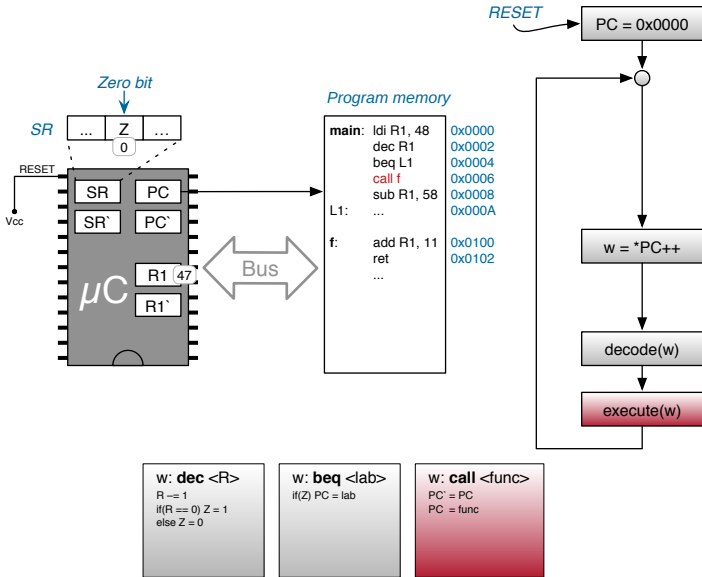 RESET
PC = 0x0000
Zero bit
Program memory
SR
... Z ...
0
main: ldi R1, 48 0x0000
dec R1 0x0002
beq L1 0x0004
call f 0x0006
sub R1, 58 0x0008
L1: ... 0x000A
f: add R1, 11 0x0100
ret 0x0102
...
RESET
Vcc
SR PC
SR` PC`
µC
R1 47
R1`
Bus
w = *PC++
decode(w)
execute(w)
w: dec <R>
R -= 1
if(R == 0) Z = 1
else Z = 0
w: beq <lab>
if(Z) PC = lab
w: call <func>
PC` = PC
PC = func